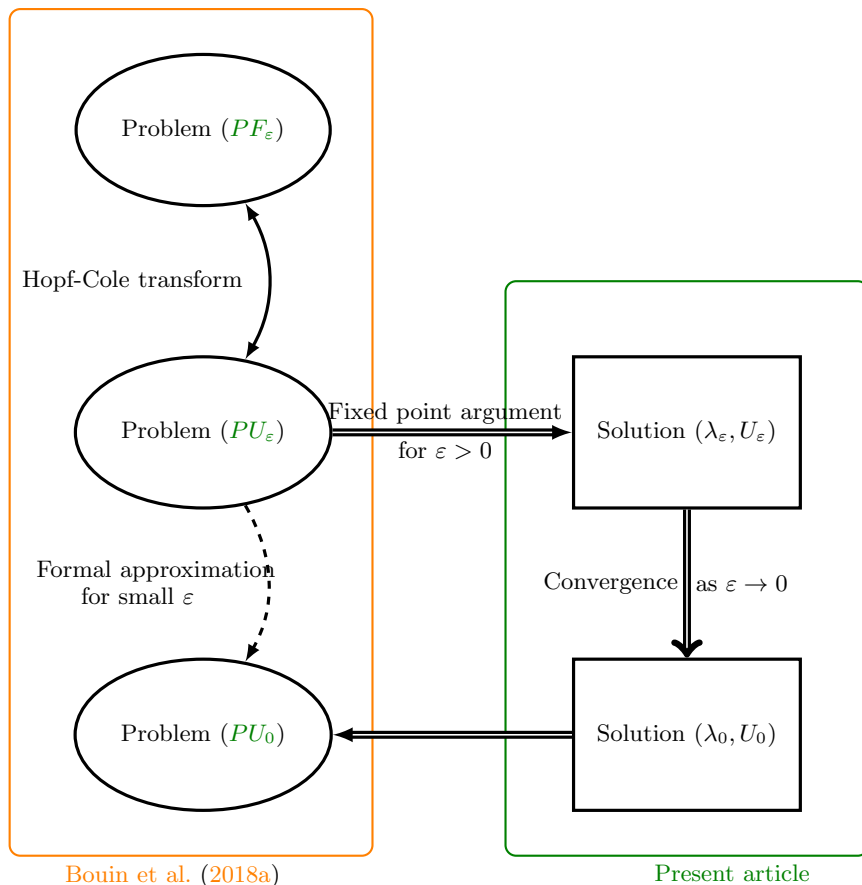 Problem (PF_ε)
Hopf-Cole transform
Problem (PU_ε)
Fixed point argument
for ε > 0
Solution (λ_ε, U_ε)
Formal approximation
for small ε
Convergence as ε → 0
Problem (PU_0)
Solution (λ_0, U_0)
Bouin et al. (2018a)
Present article